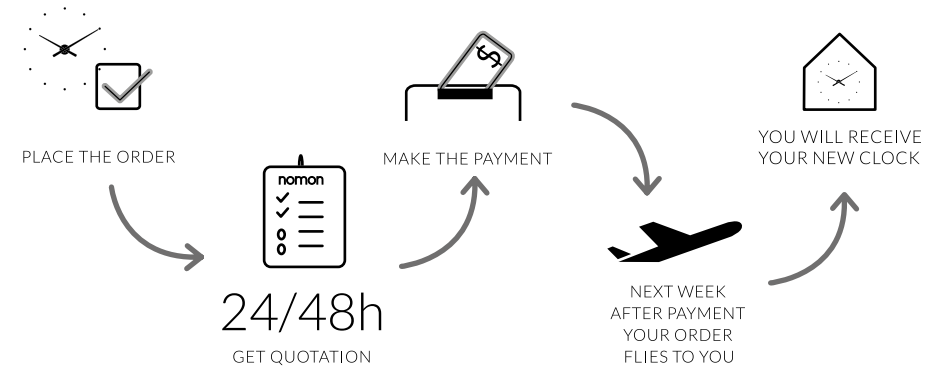 PLACE THE ORDER
nomon
24/48h
GET QUOTATION
$
MAKE THE PAYMENT
NEXT WEEK
AFTER PAYMENT
YOUR ORDER
FLIES TO YOU
YOU WILL RECEIVE
YOUR NEW CLOCK